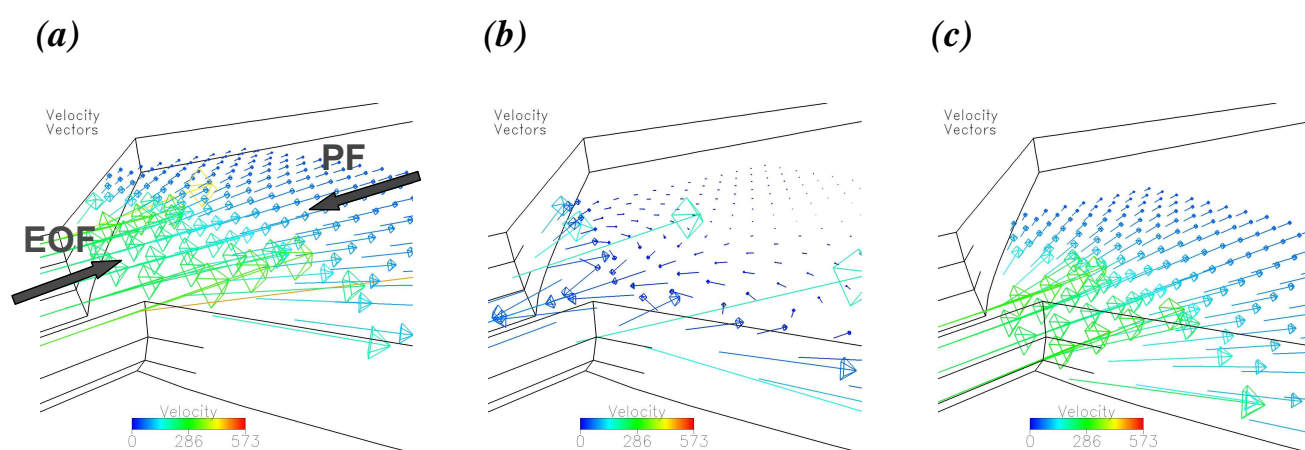 (a)
Velocity
Vectors
PF
EOF
Velocity
0 286 573
(b)
Velocity
Vectors
Velocity
0 286 573
(c)
Velocity
Vectors
Velocity
0 286 573